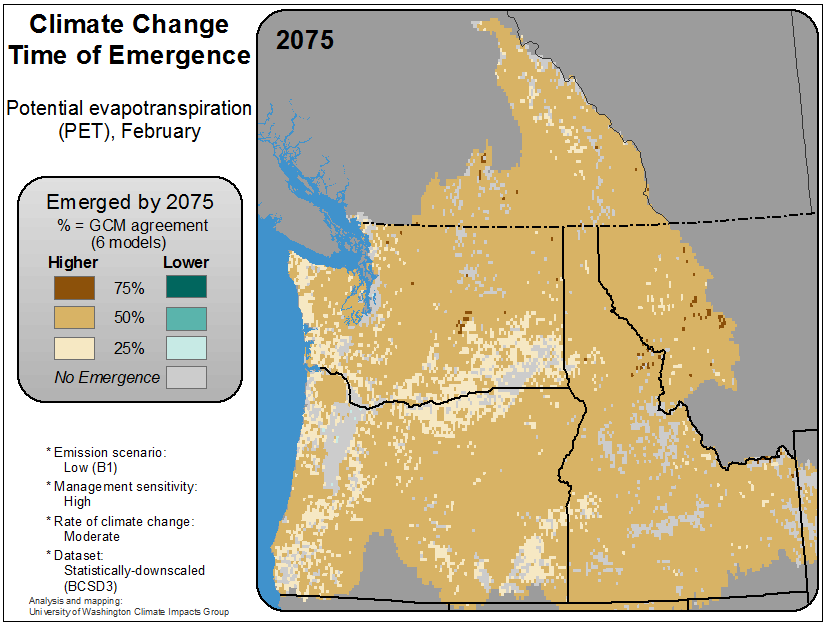 Climate Change
Time of Emergence
Potential evapotranspiration
(PET), February
Emerged by 2075
% = GCM agreement
(6 models)
Higher Lower
75%
50%
25%
No Emergence
* Emission scenario:
Low (B1)
* Management sensitivity:
High
* Rate of climate change:
Moderate
* Dataset:
Statistically-downscaled
(BCSD3)
Analysis and mapping:
University of Washington Climate Impacts Group
2075